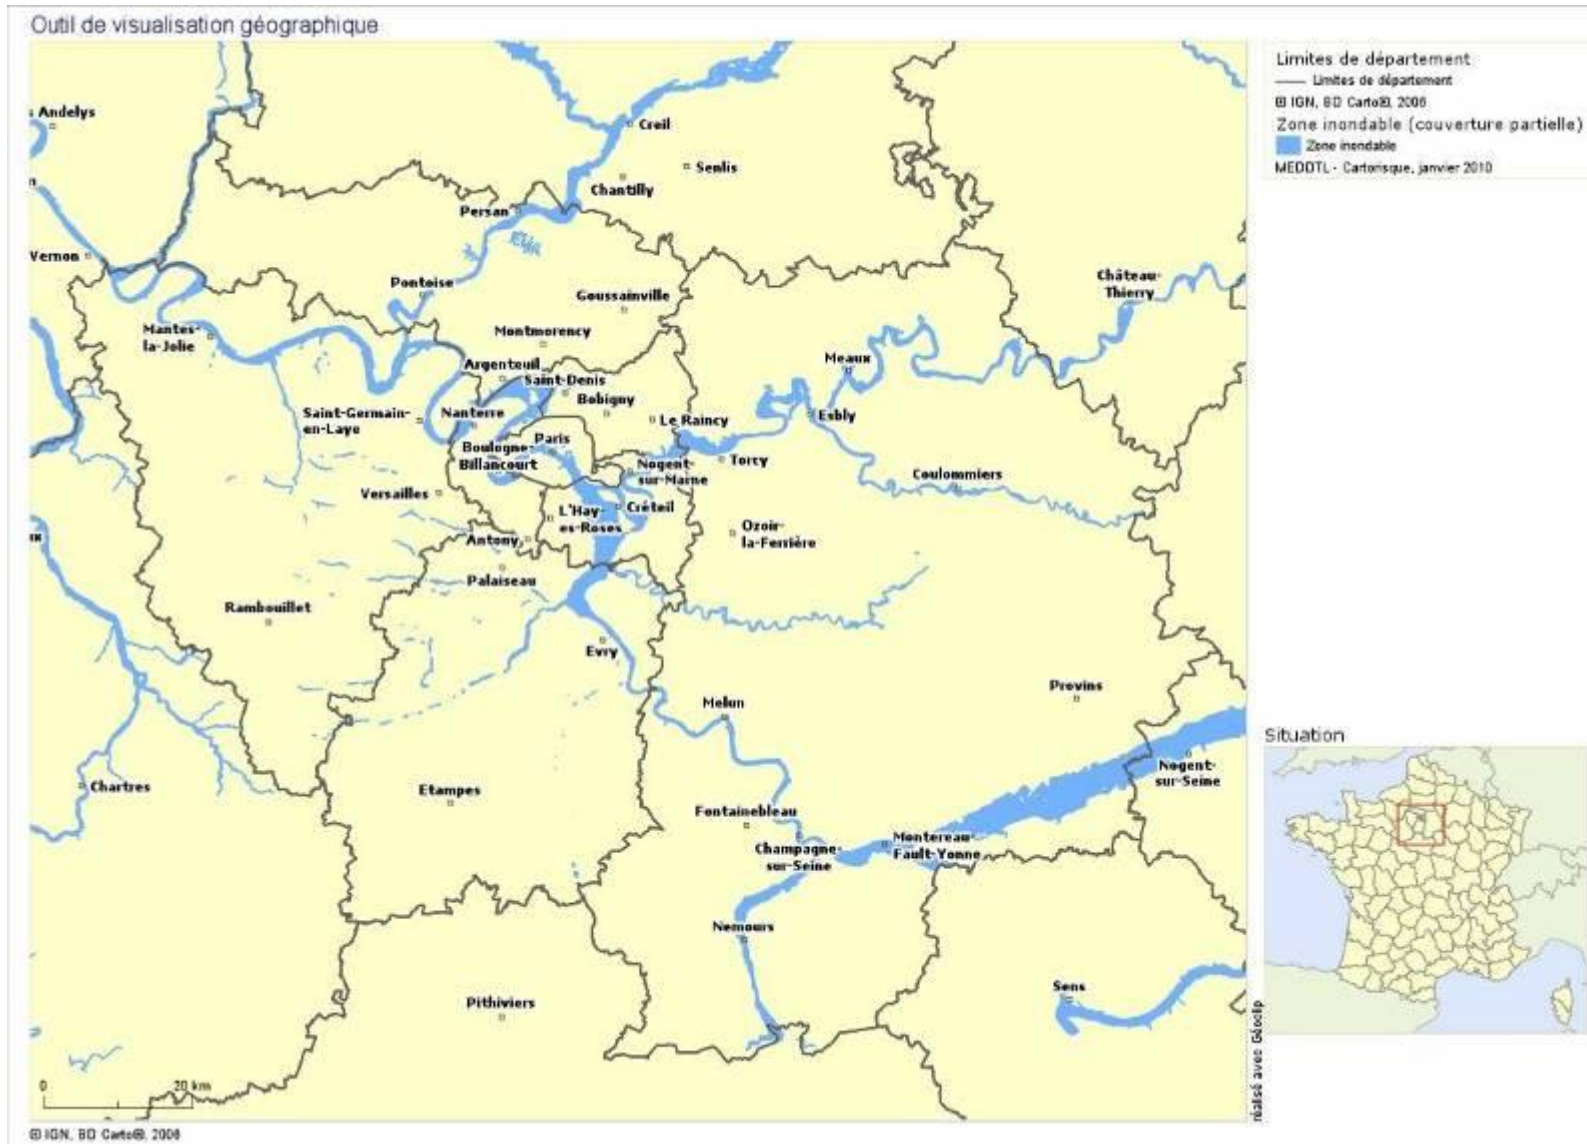 Outil de visualisation géographique
Limites de département
Limites de département
© IGN, BD Carto®, 2006
Zone inondable (couverture partielle)
Zone inondable
MEDDTL - Cartorisque, janvier 2010
Andelys
Creil
Senlis
Chantilly
Persan
Vernon
Pontoise
Goussainville
Château-
Thierry
Mantes-
la-Jolie
Montmorency
Meaux
Argenteuil
Saint-Denis
Bobigny
Saint-Germain-
en-Laye
Nanterre
Le Raincy
Esbly
Boulogne-
Billancourt
Paris
Nogent-
sur-Marne
Torcy
Coulommiers
Versailles
L'Hay-
es-Roses
Créteil
Ozoir-
la-Ferrière
Antony
Palaiseau
Rambouillet
Evry
Melun
Provins
Situation
Nogent-
sur-Seine
Chartres
Etampes
Fontainebleau
Champagne-
sur-Seine
Montereau-
Fault-Yonne
Nemours
Sens
Pithiviers
réalisé avec Géoclip
0 20 km
© IGN, BD Carto®, 2006